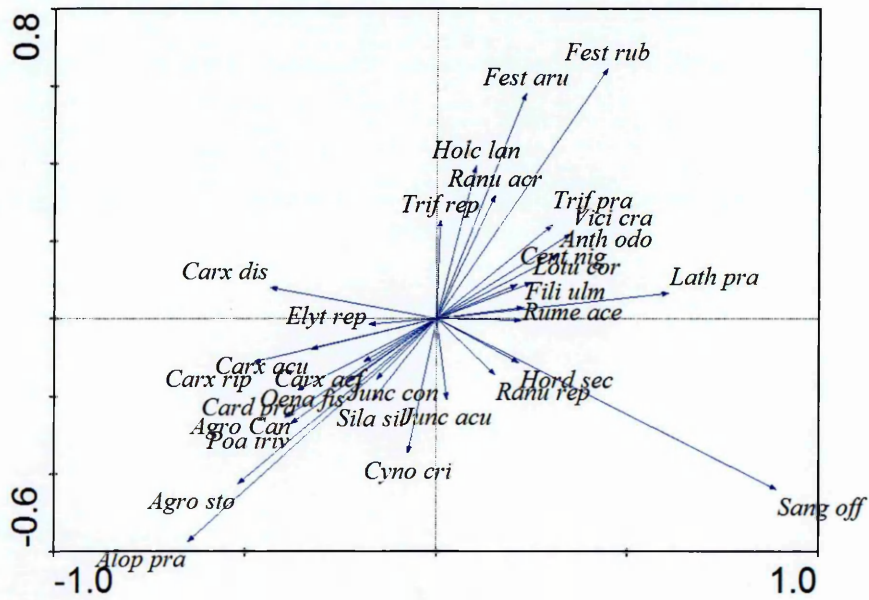 0.8
Fest rub
Fest aru
Holc lan
Ranu acr
Trif rep
Trif pra
Vici cra
Anth odo
Cent nig
Lotu cor
Carx dis
Lath pra
Fili ulm
Elyt rep
Rume ace
Carx acu
Carx rip
Carx acf
Hord sec
Ranu rep
Oena fis
Junc con
Card pra
Sila sil
Junc acu
Agro Can
Poa triv
Cyno cri
Agro sto
Sang off
-0.6
Alop pra
-1.0
1.0